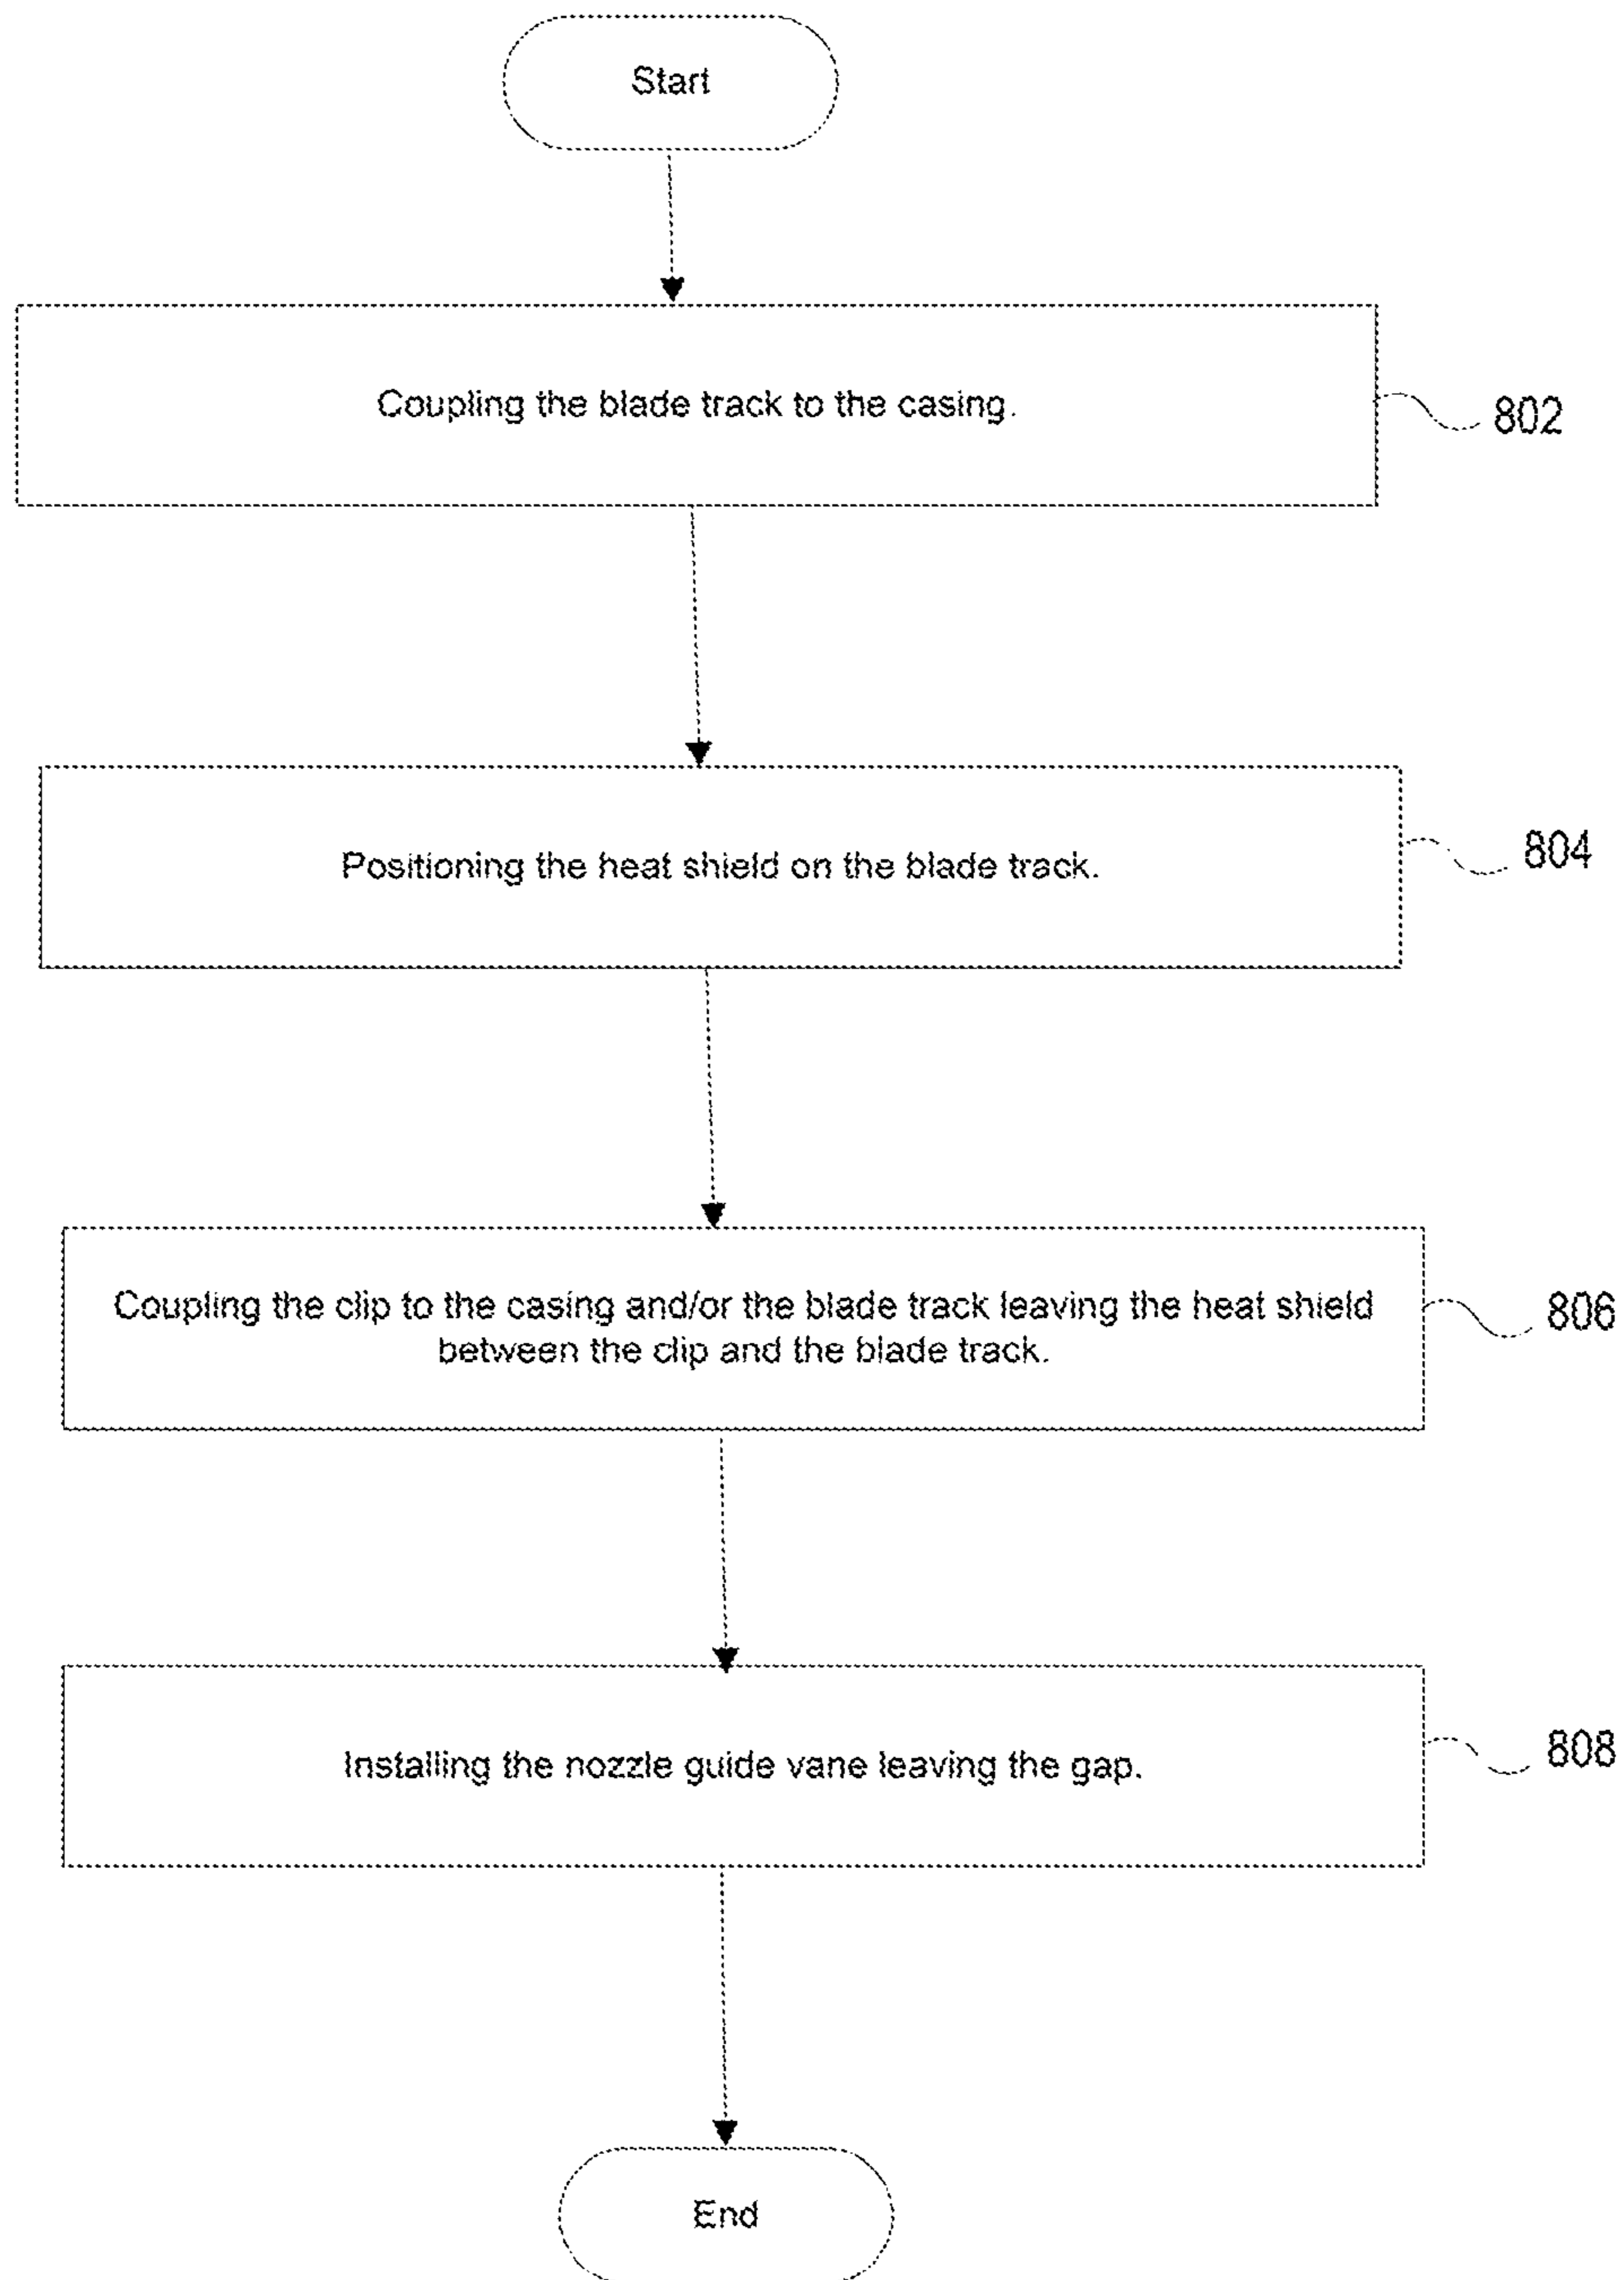 Start
Coupling the blade track to the casing.
802
Positioning the heat shield on the blade track.
804
Coupling the clip to the casing and/or the blade track leaving the heat shield
between the clip and the blade track.
806
Installing the nozzle guide vane leaving the gap.
808
End